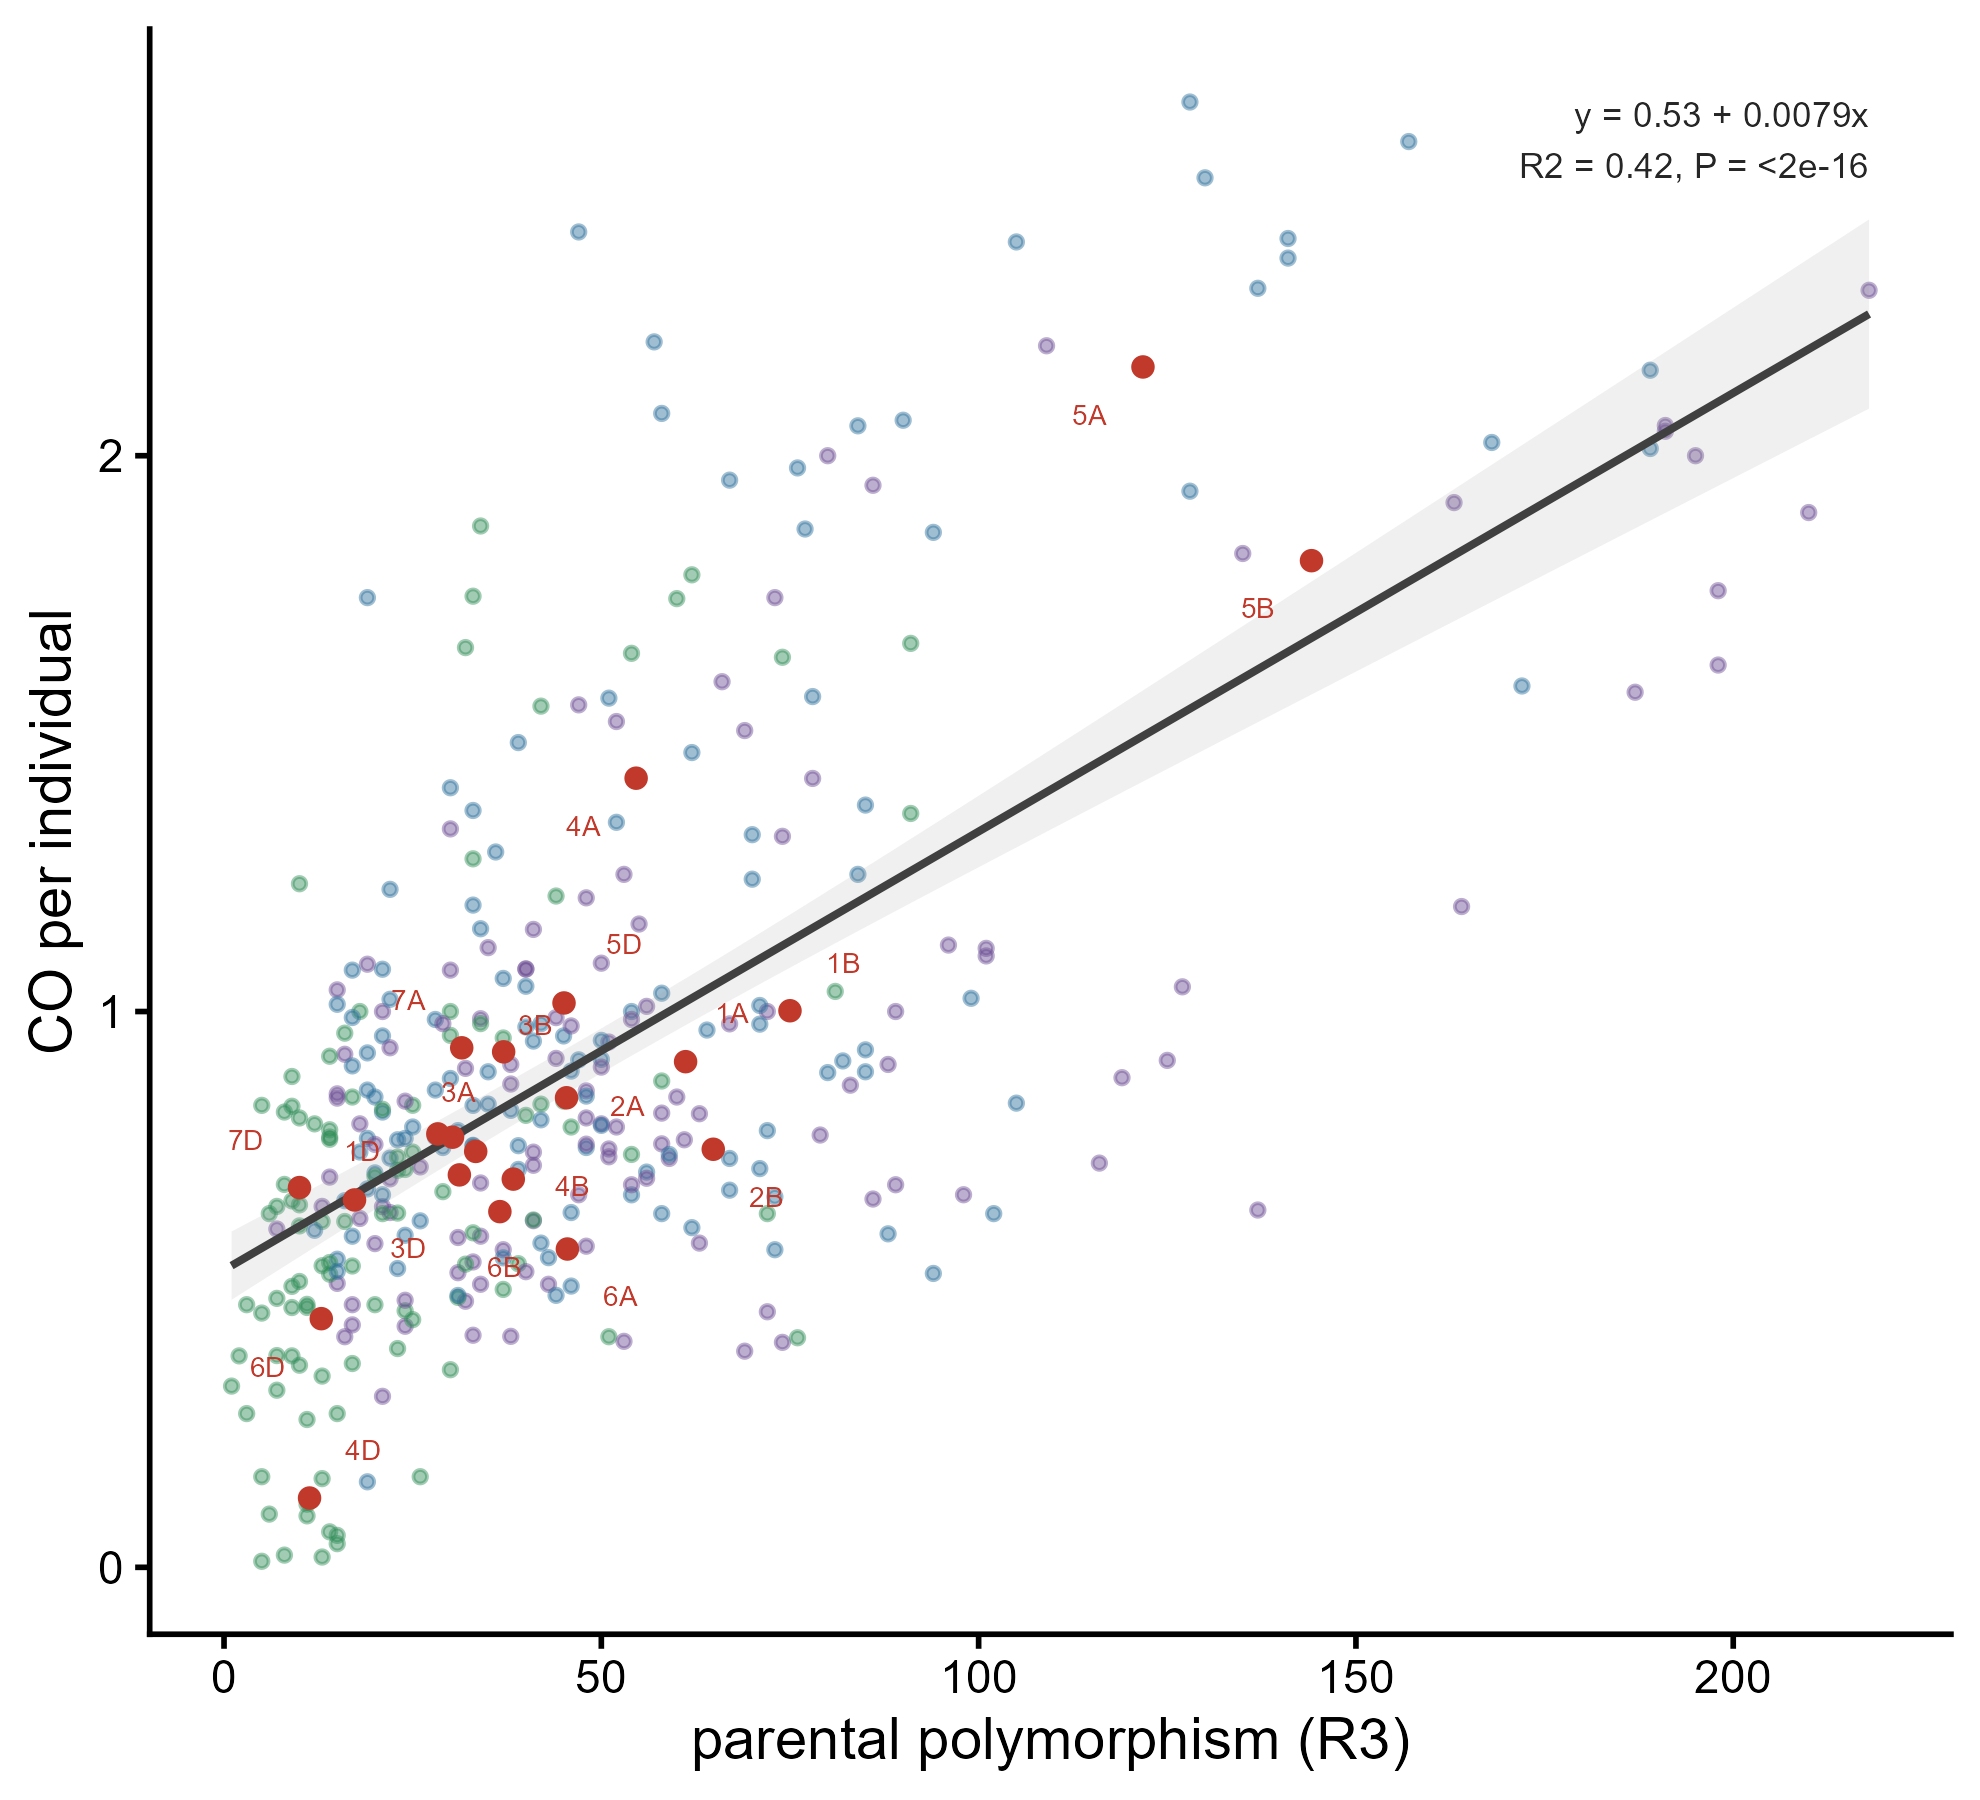 y = 0.53 + 0.0079x
R2 = 0.42, P = <2e-16
CO per individual
2
1
0
5A
5B
4A
5D
1B
7A
1A
3B
3A
2A
7D
1D
4B
2B
3D
6B
6A
6D
4D
0
50
100
150
200
parental polymorphism (R3)